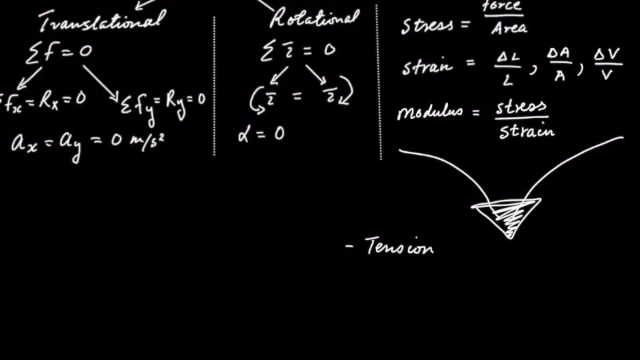 Translational
Σf = 0
Σfx = Rx = 0
Σfy = Ry = 0
ax = ay = 0 m/s²
Rotational
Στ = 0
τ = τ
α = 0
stress = force / Area
strain = ΔL/L, ΔA/A, ΔV/V
modulus = stress / strain
- Tension